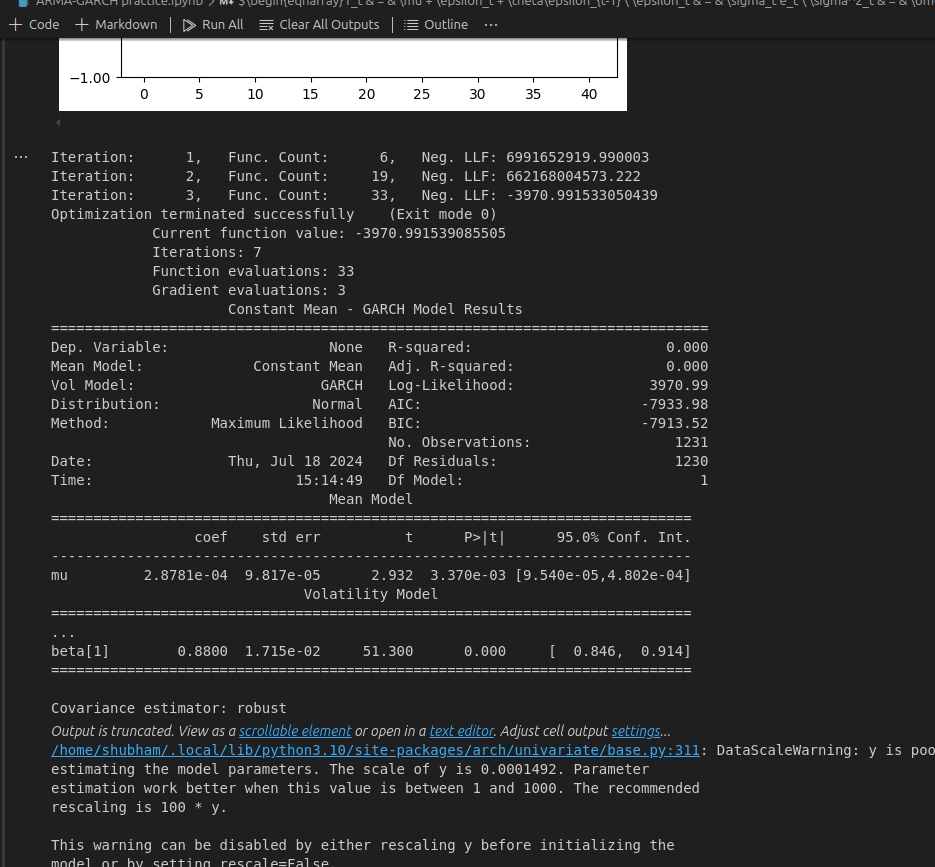 ARMA-GARCH practice.ipynb > M↓ $\begin{eqnarray} r_t & = & \mu + \epsilon_t + \theta\epsilon_{t-1} \ \epsilon_t & = & \sigma_t e_t \ \sigma^2_t & = &
+ Code + Markdown | Run All Clear All Outputs | Outline ...
−1.00
0 5 10 15 20 25 30 35 40
... Iteration: 1, Func. Count: 6, Neg. LLF: 6991652919.990003
Iteration: 2, Func. Count: 19, Neg. LLF: 662168004573.222
Iteration: 3, Func. Count: 33, Neg. LLF: -3970.991533050439
Optimization terminated successfully (Exit mode 0)
Current function value: -3970.991539085505
Iterations: 7
Function evaluations: 33
Gradient evaluations: 3
Constant Mean - GARCH Model Results
==============================================================================
Dep. Variable: None R-squared: 0.000
Mean Model: Constant Mean Adj. R-squared: 0.000
Vol Model: GARCH Log-Likelihood: 3970.99
Distribution: Normal AIC: -7933.98
Method: Maximum Likelihood BIC: -7913.52
No. Observations: 1231
Date: Thu, Jul 18 2024 Df Residuals: 1230
Time: 15:14:49 Df Model: 1
Mean Model
============================================================================
coef std err t P>|t| 95.0% Conf. Int.
----------------------------------------------------------------------------
mu 2.8781e-04 9.817e-05 2.932 3.370e-03 [9.540e-05,4.802e-04]
Volatility Model
============================================================================
...
beta[1] 0.8800 1.715e-02 51.300 0.000 [ 0.846, 0.914]
============================================================================
Covariance estimator: robust
Output is truncated. View as a scrollable element or open in a text editor. Adjust cell output settings...
/home/shubham/.local/lib/python3.10/site-packages/arch/univariate/base.py:311: DataScaleWarning: y is poo
estimating the model parameters. The scale of y is 0.0001492. Parameter
estimation work better when this value is between 1 and 1000. The recommended
rescaling is 100 * y.
This warning can be disabled by either rescaling y before initializing the
model or by setting rescale=False.